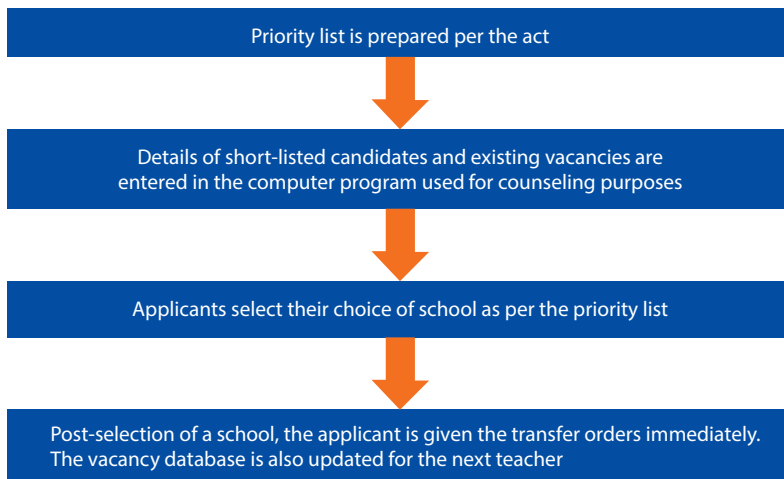 Priority list is prepared per the act
Details of short-listed candidates and existing vacancies are
entered in the computer program used for counseling purposes
Applicants select their choice of school as per the priority list
Post-selection of a school, the applicant is given the transfer orders immediately.
The vacancy database is also updated for the next teacher